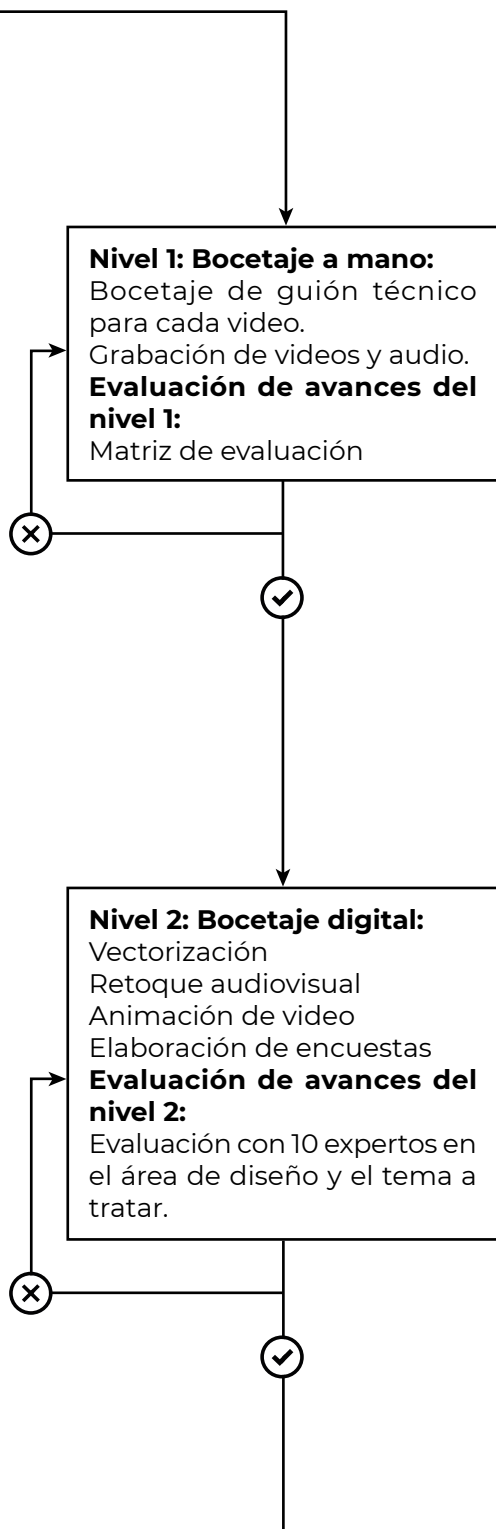 Nivel 1: Bocetaje a mano:
Bocetaje de guión técnico
para cada video.
Grabación de videos y audio.
Evaluación de avances del
nivel 1:
Matriz de evaluación
Nivel 2: Bocetaje digital:
Vectorización
Retoque audiovisual
Animación de video
Elaboración de encuestas
Evaluación de avances del
nivel 2:
Evaluación con 10 expertos en
el área de diseño y el tema a
tratar.